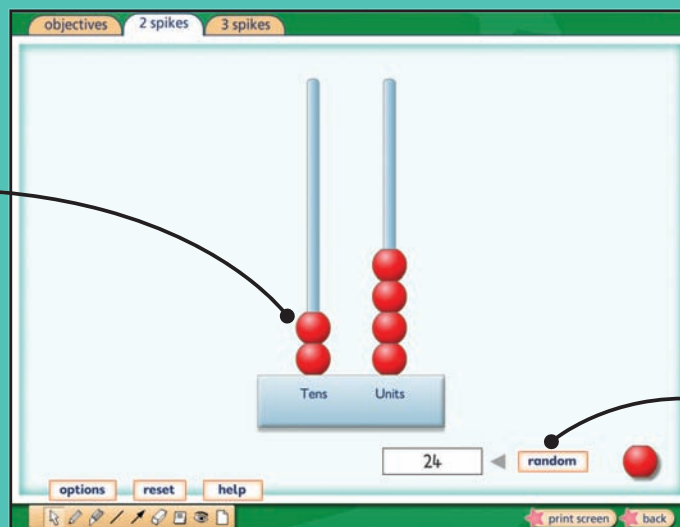 objectives 2 spikes 3 spikes
Tens Units
24 random
options reset help
print screen back